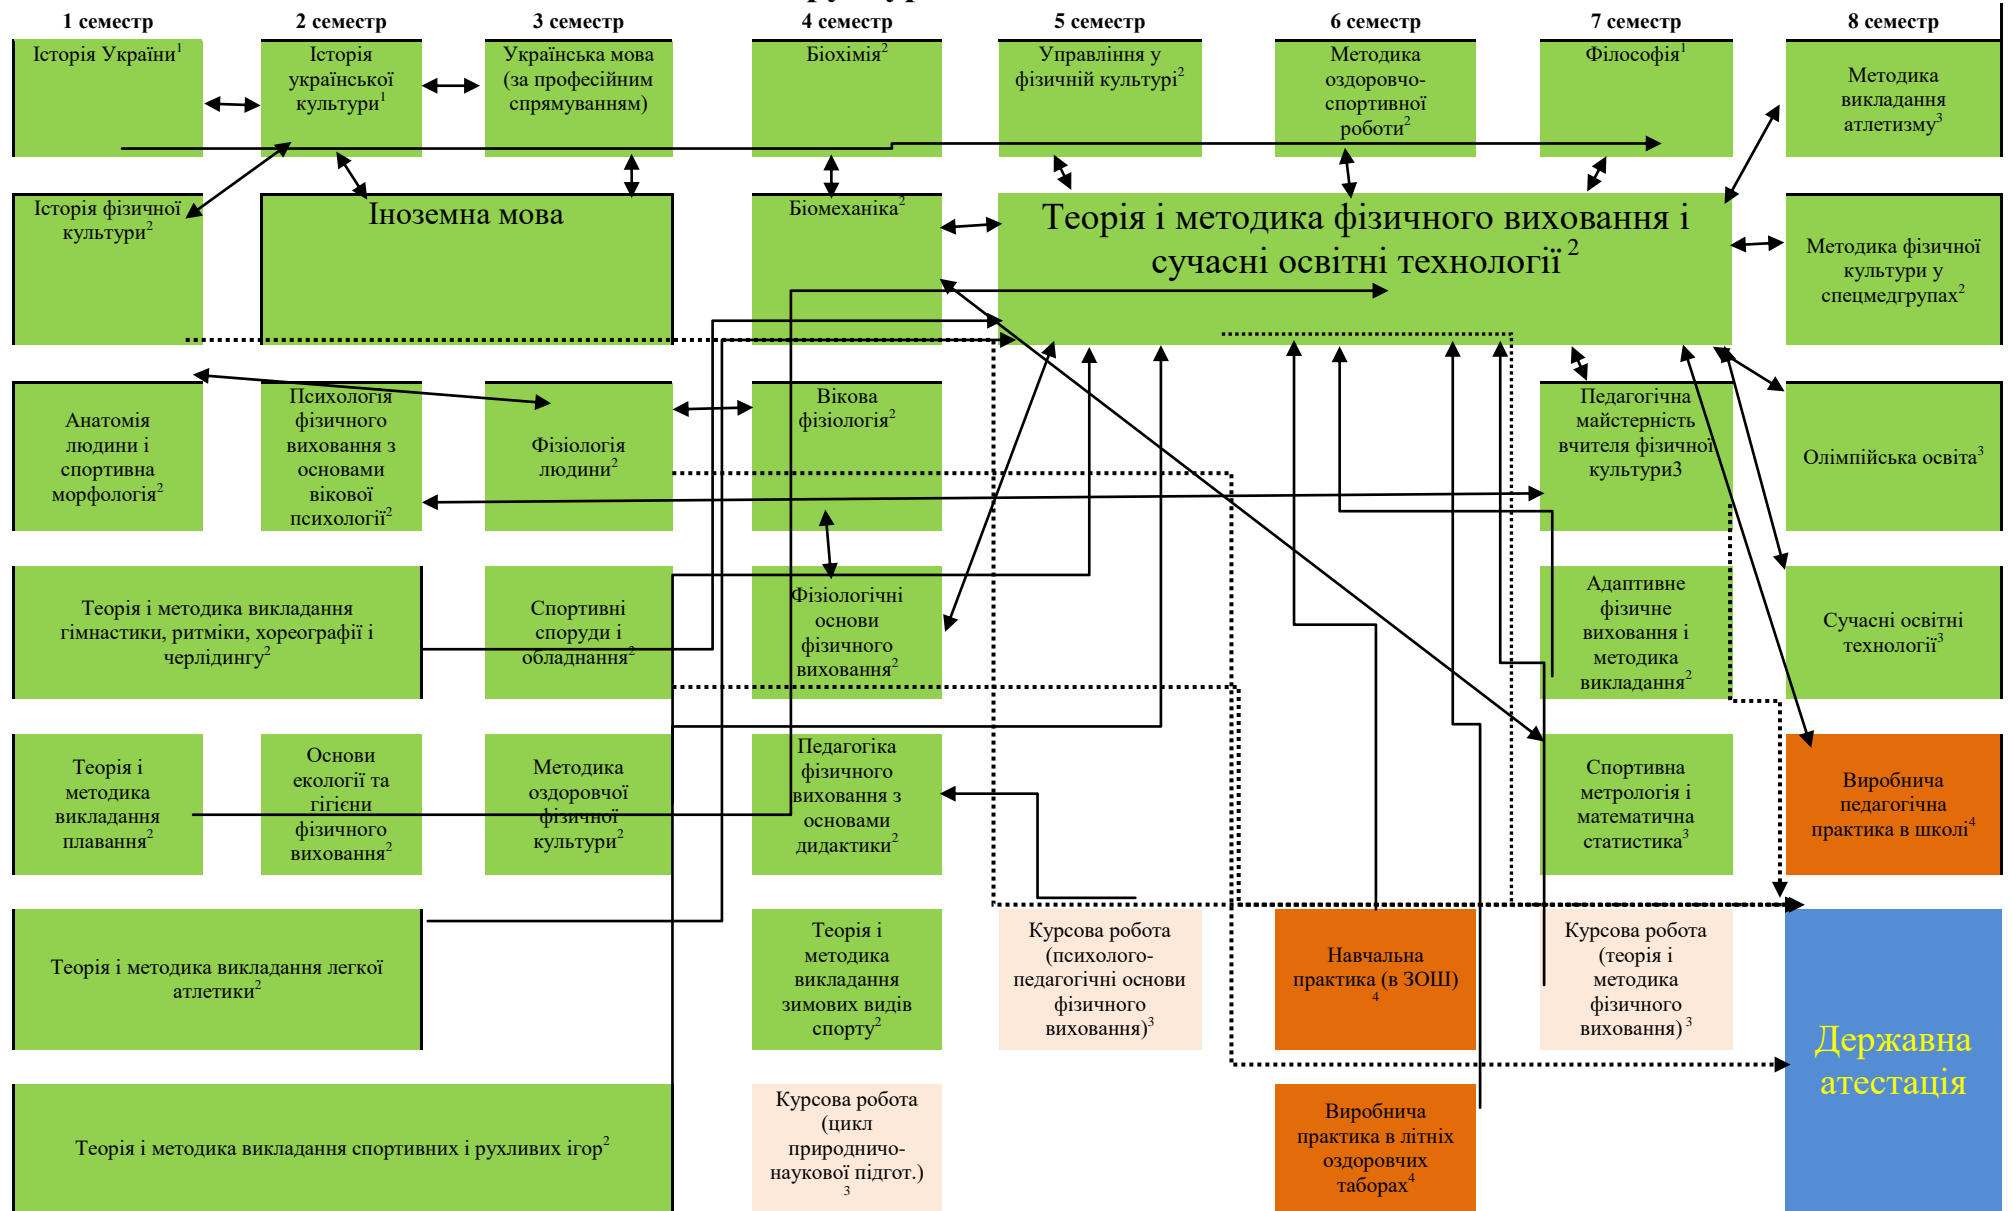 1 семестр
2 семестр
3 семестр
4 семестр
5 семестр
6 семестр
7 семестр
8 семестр
Історія України¹
Історія
української
культури¹
Українська мова
(за професійним
спрямуванням)
Біохімія²
Управління у
фізичній культурі²
Методика
оздоровчо-
спортивної
роботи²
Філософія¹
Методика
викладання
атлетизму³
Історія фізичної
культури²
Іноземна мова
Біомеханіка²
Теорія і методика фізичного виховання і
сучасні освітні технології ²
Методика фізичної
культури у
спецмедгрупах²
Анатомія
людини і
спортивна
морфологія²
Психологія
фізичного
виховання з
основами
вікової
психології²
Фізіологія
людини²
Вікова
фізіологія²
Педагогічна
майстерність
вчителя фізичної
культури3
Олімпійська освіта³
Теорія і методика викладання
гімнастики, ритміки, хореографії і
черлідингу²
Спортивні
споруди і
обладнання²
Фізіологічні
основи
фізичного
виховання²
Адаптивне
фізичне
виховання і
методика
викладання²
Сучасні освітні
технології³
Теорія і
методика
викладання
плавання²
Основи
екології та
гігієни
фізичного
виховання²
Методика
оздоровчої
фізичної
культури²
Педагогіка
фізичного
виховання з
основами
дидактики²
Спортивна
метрологія і
математична
статистика³
Виробнича
педагогічна
практика в школі⁴
Теорія і методика викладання легкої
атлетики²
Теорія і
методика
викладання
зимових видів
спорту²
Курсова робота
(психолого-
педагогічні основи
фізичного
виховання)³
Навчальна
практика (в ЗОШ)
⁴
Курсова робота
(теорія і
методика
фізичного
виховання) ³
Державна
атестація
Теорія і методика викладання спортивних і рухливих ігор²
Курсова робота
(цикл
природничо-
наукової підгот.)
³
Виробнича
практика в літніх
оздоровчих
таборах⁴